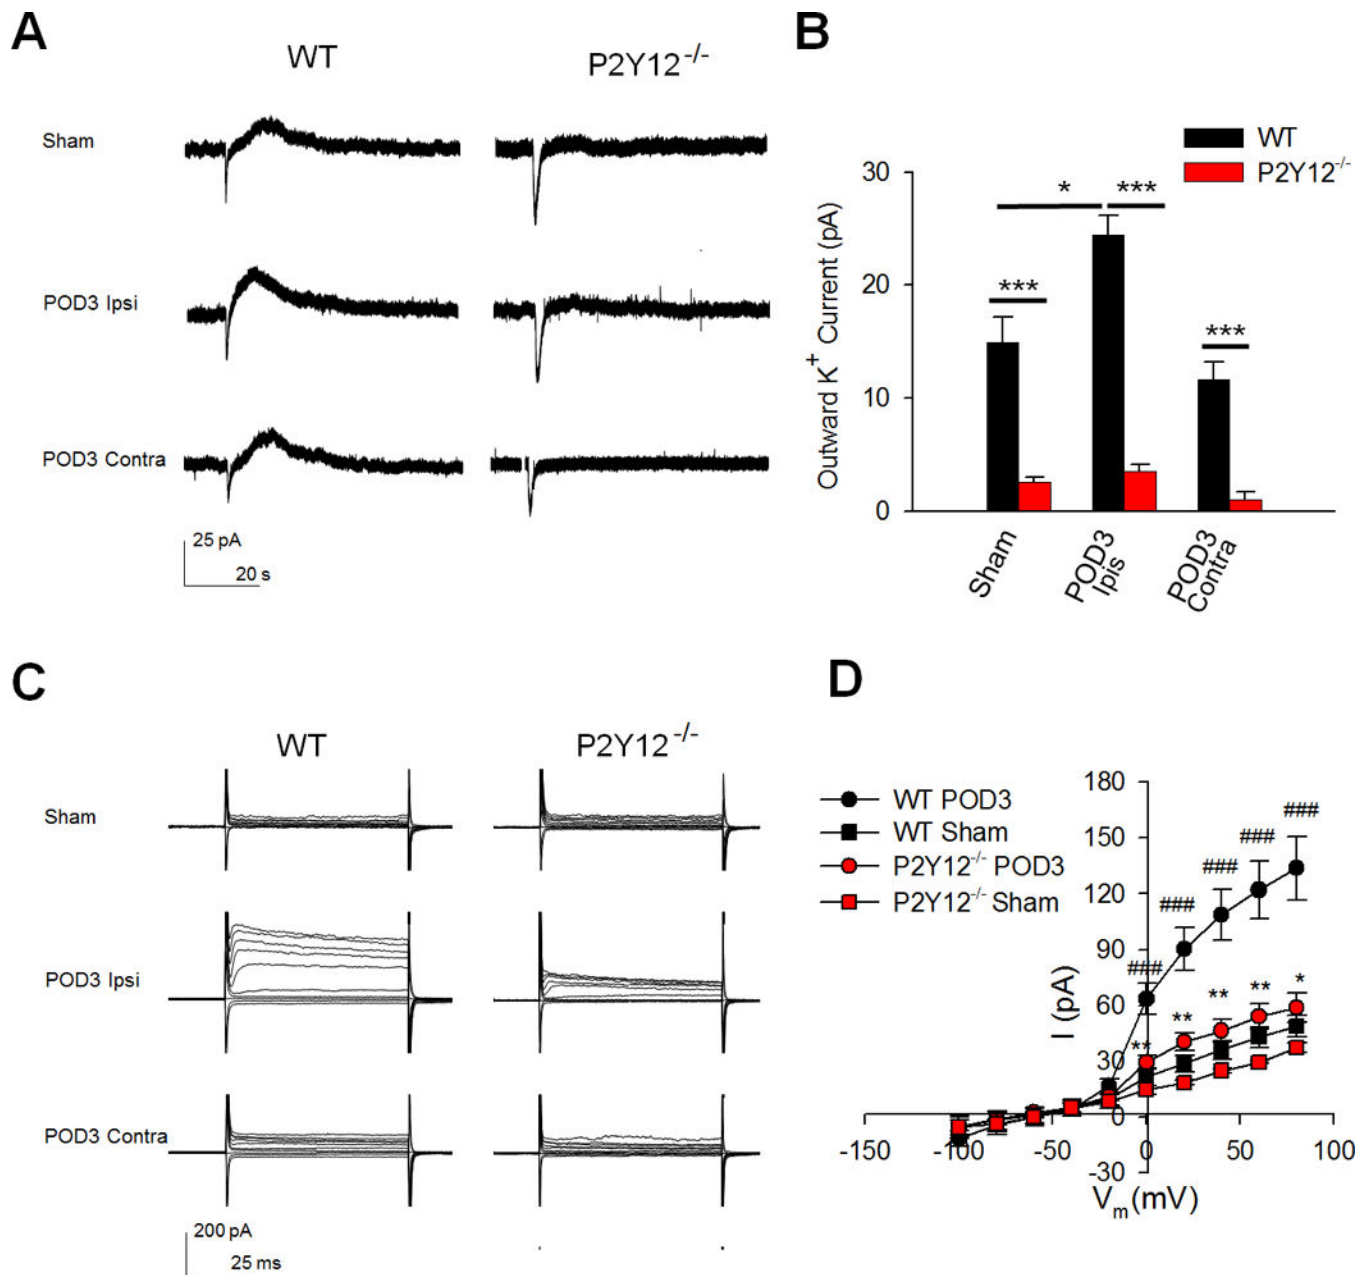 A
WT
P2Y12-/-
Sham
POD3 Ipsi
POD3 Contra
25 pA
20 s
B
WT
P2Y12-/-
Outward K+ Current (pA)
30
20
10
0
*
***
***
***
Sham
POD3
Ipis
POD3
Contra
C
WT
P2Y12-/-
Sham
POD3 Ipsi
POD3 Contra
200 pA
25 ms
D
WT POD3
WT Sham
P2Y12-/- POD3
P2Y12-/- Sham
I (pA)
180
150
120
90
60
30
0
-30
###
###
###
###
###
**
**
**
**
*
-150
-100
-50
0
50
100
Vm(mV)